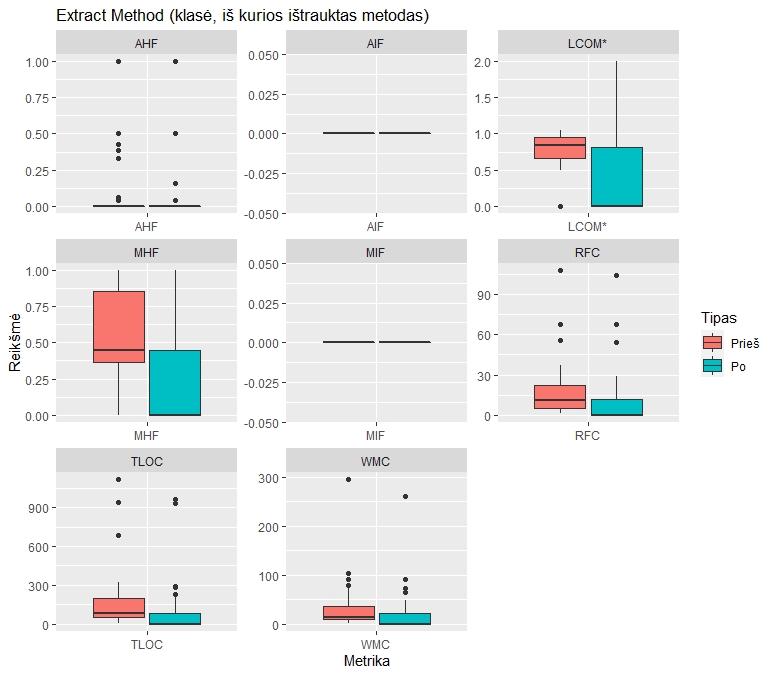 Extract Method (klasė, iš kurios ištrauktas metodas)
AHF
AIF
LCOM*
1.00
0.75
0.50
0.25
0.00
0.050
0.025
0.000
-0.025
-0.050
2.0
1.5
1.0
0.5
0.0
AHF
AIF
LCOM*
MHF
MIF
RFC
1.00
0.75
0.50
0.25
0.00
0.050
0.025
0.000
-0.025
-0.050
90
60
30
0
MHF
MIF
RFC
TLOC
WMC
900
600
300
0
300
200
100
0
TLOC
WMC
Metrika
Reikšmė
Tipas
Prieš
Po